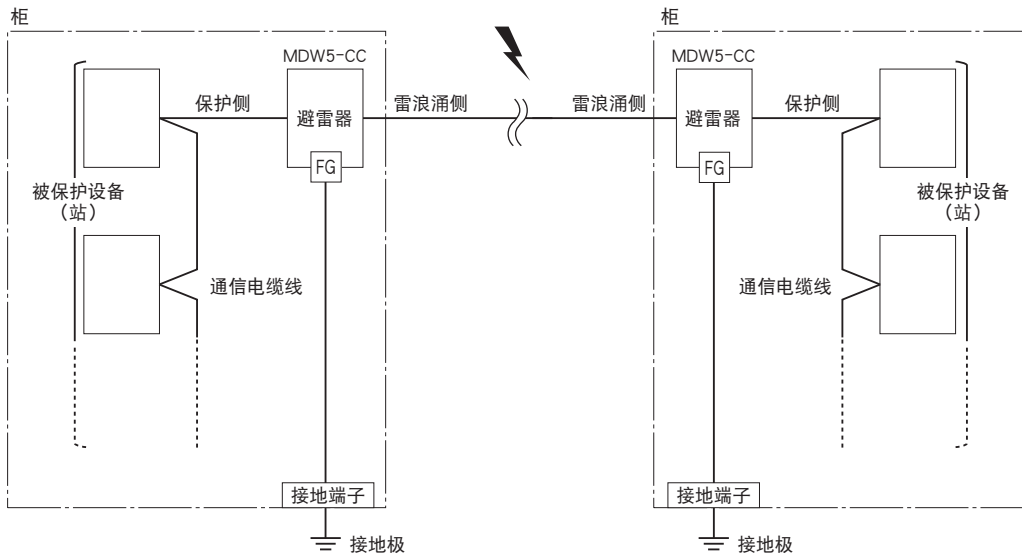 柜
MDW5-CC
保护侧
避雷器
雷浪涌侧
FG
被保护设备
（站）
通信电缆线
接地端子
接地极
柜
MDW5-CC
雷浪涌侧
避雷器
保护侧
FG
被保护设备
（站）
通信电缆线
接地端子
接地极